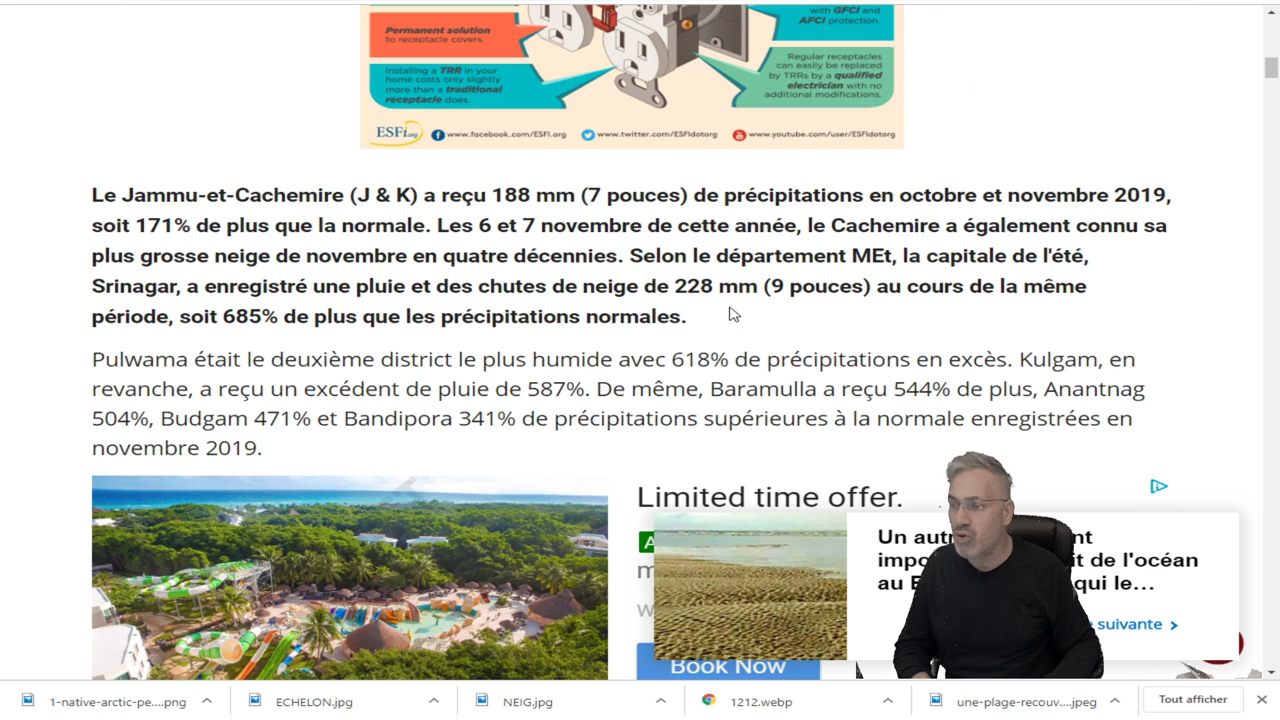 with GFCI and
AFCI protection.
Permanent solution
to receptacle covers.
Installing a TRR in your
home costs only slightly
more than a traditional
receptacle does.
Regular receptacles
can easily be replaced
by TRRs by a qualified
electrician with no
additional modifications.
ESFi.org
www.facebook.com/ESFI.org
www.twitter.com/ESFIdotorg
www.youtube.com/user/ESFIdotorg
Le Jammu-et-Cachemire (J & K) a reçu 188 mm (7 pouces) de précipitations en octobre et novembre 2019,
soit 171% de plus que la normale. Les 6 et 7 novembre de cette année, le Cachemire a également connu sa
plus grosse neige de novembre en quatre décennies. Selon le département MEt, la capitale de l'été,
Srinagar, a enregistré une pluie et des chutes de neige de 228 mm (9 pouces) au cours de la même
période, soit 685% de plus que les précipitations normales.
Pulwama était le deuxième district le plus humide avec 618% de précipitations en excès. Kulgam, en
revanche, a reçu un excédent de pluie de 587%. De même, Baramulla a reçu 544% de plus, Anantnag
504%, Budgam 471% et Bandipora 341% de précipitations supérieures à la normale enregistrées en
novembre 2019.
Limited time offer.
Book Now
Un
de l'océan
au
qui le...
suivante >
1-native-arctic-pe....png
ECHELON.jpg
NEIG.jpg
1212.webp
une-plage-recouv....jpeg
Tout afficher